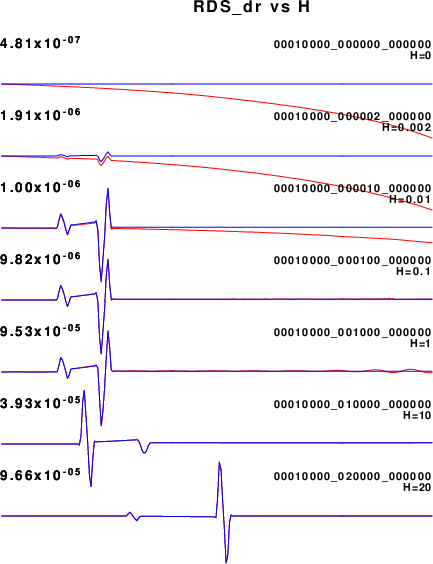 RDS_dr vs H
4.81x10-07 00010000_000000_000000
H=0
1.91x10-06 00010000_000002_000000
H=0.002
1.00x10-06 00010000_000010_000000
H=0.01
9.82x10-06 00010000_000100_000000
H=0.1
9.53x10-05 00010000_001000_000000
H=1
3.93x10-05 00010000_010000_000000
H=10
9.66x10-05 00010000_020000_000000
H=20